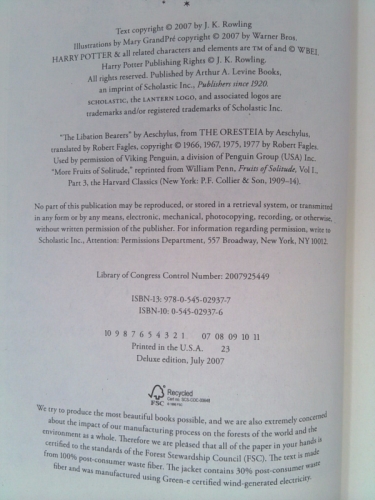 Text copyright © 2007 by J. K. Rowling
Illustrations by Mary GrandPré copyright © 2007 by Warner Bros.
HARRY POTTER & all related characters and elements are TM of and © WBEI.
Harry Potter Publishing Rights © J. K. Rowling.
All rights reserved. Published by Arthur A. Levine Books,
an imprint of Scholastic Inc., Publishers since 1920.
SCHOLASTIC, the LANTERN LOGO, and associated logos are
trademarks and/or registered trademarks of Scholastic Inc.
"The Libation Bearers" by Aeschylus, from THE ORESTEIA by Aeschylus,
translated by Robert Fagles, copyright © 1966, 1967, 1975, 1977 by Robert Fagles.
Used by permission of Viking Penguin, a division of Penguin Group (USA) Inc.
"More Fruits of Solitude," reprinted from William Penn, Fruits of Solitude, Vol I.,
Part 3, the Harvard Classics (New York: P.F. Collier & Son, 1909–14).
No part of this publication may be reproduced, or stored in a retrieval system, or transmitted
in any form or by any means, electronic, mechanical, photocopying, recording, or otherwise,
without written permission of the publisher. For information regarding permission, write to
Scholastic Inc., Attention: Permissions Department, 557 Broadway, New York, NY 10012.
Library of Congress Control Number: 2007925449
ISBN-13: 978-0-545-02937-7
ISBN-10: 0-545-02937-6
10 9 8 7 6 5 4 3 2 1 07 08 09 10 11
Printed in the U.S.A. 23
Deluxe edition, July 2007
Recycled
FSC
We try to produce the most beautiful books possible, and we are also extremely concerned
about the impact of our manufacturing process on the forests of the world and the
environment as a whole. Therefore we are pleased that all of the paper in your hands is
certified to the standards of the Forest Stewardship Council (FSC). The text is made
from 100% post-consumer waste fiber. The jacket contains 30% post-consumer waste
fiber and was manufactured using Green-e certified wind-generated electricity.